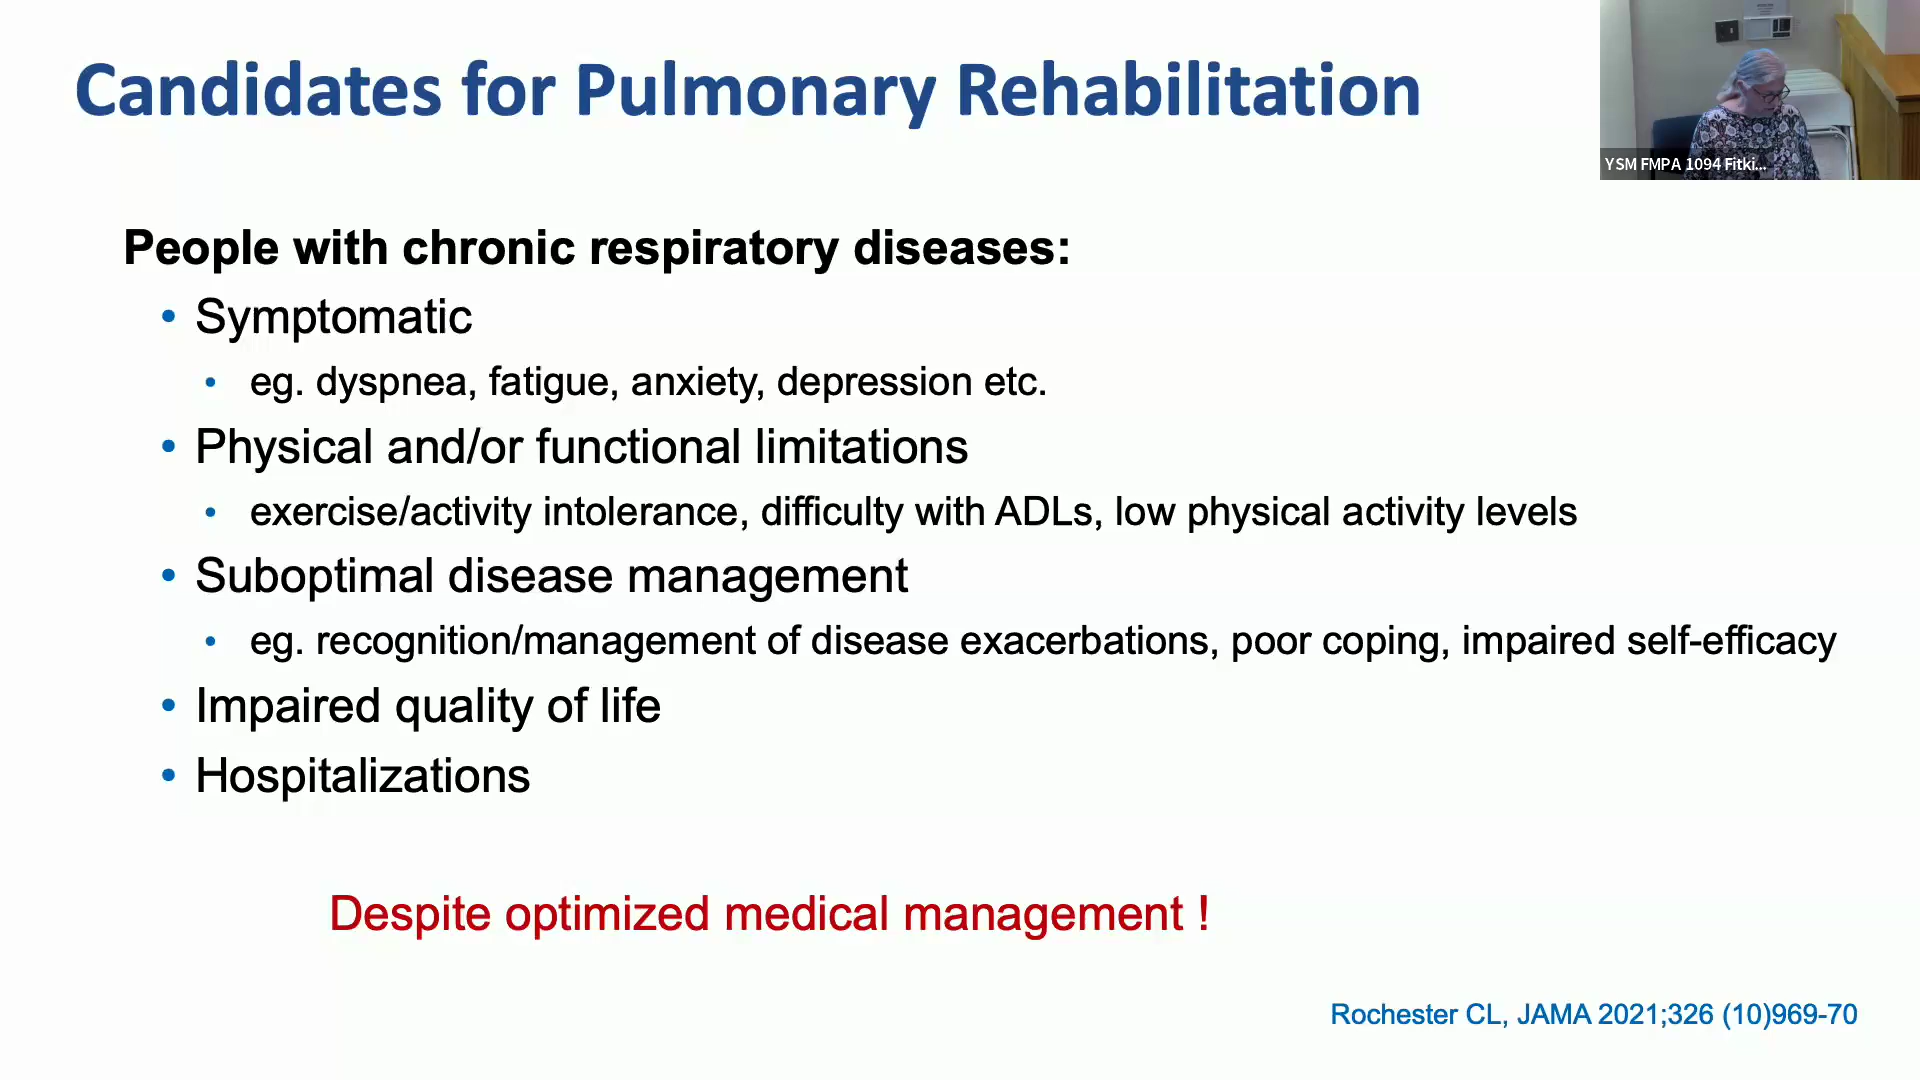 Candidates for Pulmonary Rehabilitation
YSM FMPA 1094 Fitki...
People with chronic respiratory diseases:
• Symptomatic
• eg. dyspnea, fatigue, anxiety, depression etc.
• Physical and/or functional limitations
• exercise/activity intolerance, difficulty with ADLs, low physical activity levels
• Suboptimal disease management
• eg. recognition/management of disease exacerbations, poor coping, impaired self-efficacy
• Impaired quality of life
• Hospitalizations
Despite optimized medical management !
Rochester CL, JAMA 2021;326 (10)969-70